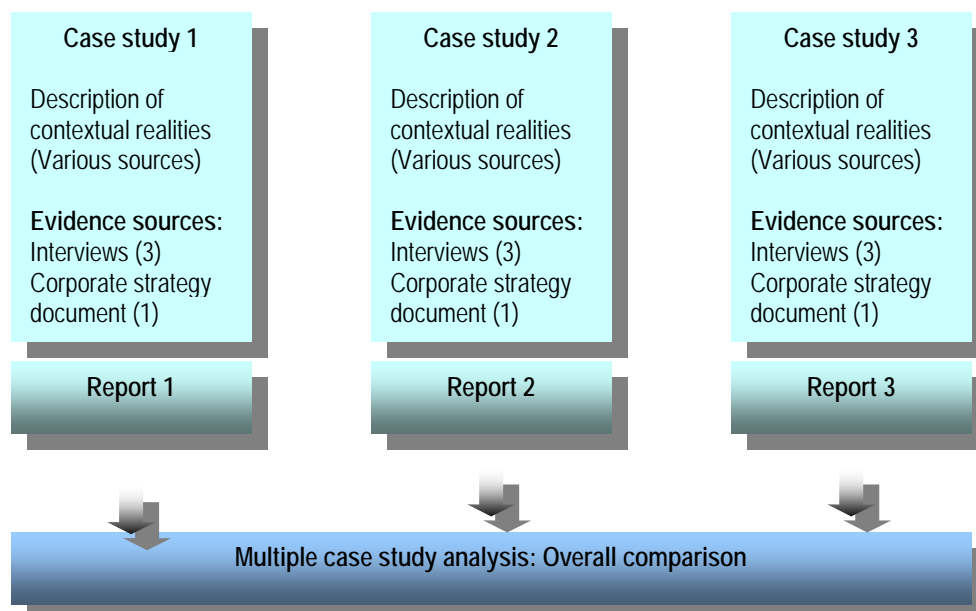 Case study 1
Description of
contextual realities
(Various sources)
Evidence sources:
Interviews (3)
Corporate strategy
document (1)
Report 1
Case study 2
Description of
contextual realities
(Various sources)
Evidence sources:
Interviews (3)
Corporate strategy
document (1)
Report 2
Case study 3
Description of
contextual realities
(Various sources)
Evidence sources:
Interviews (3)
Corporate strategy
document (1)
Report 3
Multiple case study analysis: Overall comparison